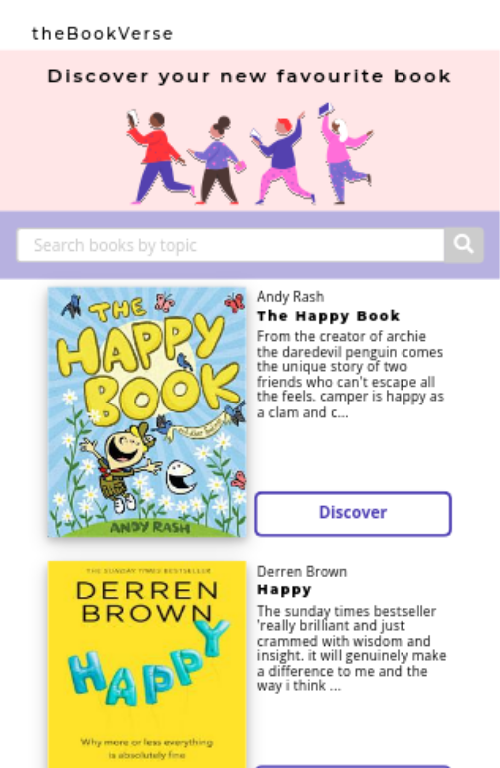 theBookVerse
Discover your new favourite book
Search books by topic
THE
HAPPY
BOOK
ANDY RASH
Andy Rash
The Happy Book
From the creator of archie
the daredevil penguin comes
the unique story of two
friends who can't escape all
the feels. camper is happy as
a clam and c...
Discover
THE SUNDAY TIMES BESTSELLER
DERREN
BROWN
HAPPY
Why more or less everything
is absolutely fine
Derren Brown
Happy
The sunday times bestseller
'really brilliant and just
crammed with wisdom and
insight. it will genuinely make
a difference to me and the
way i think ...